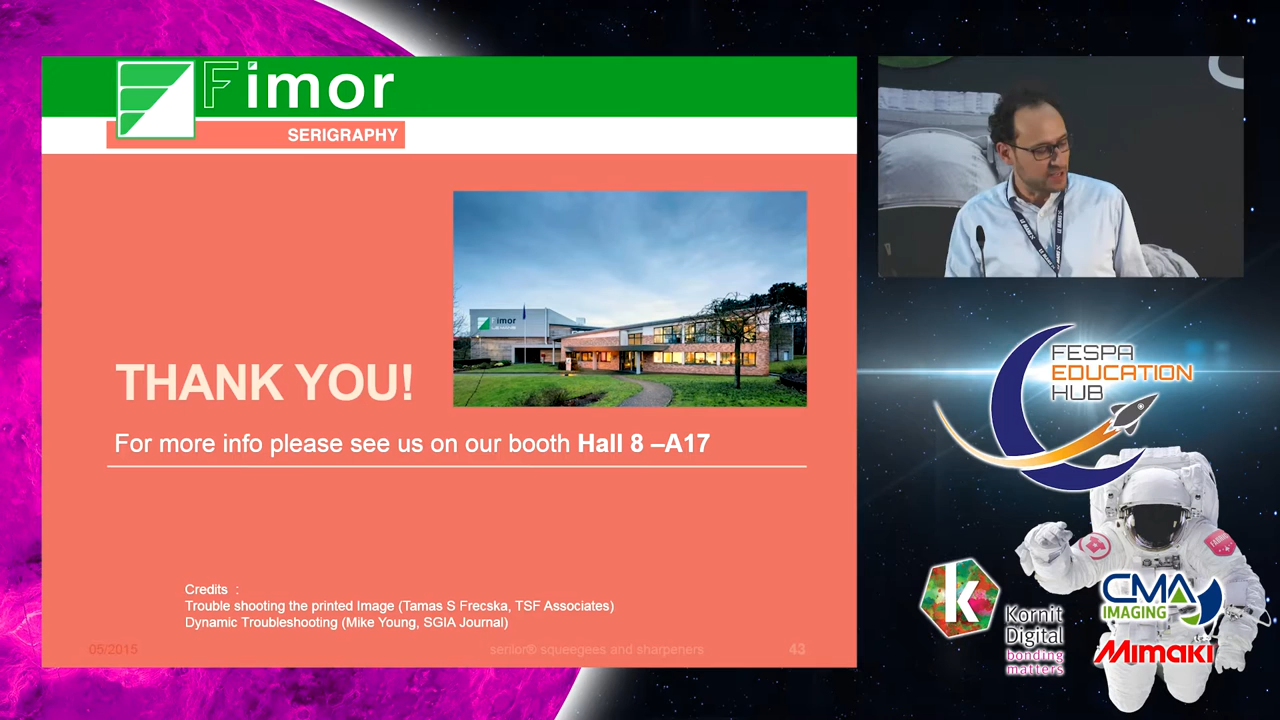 Fimor
SERIGRAPHY
Fimor
THANK YOU!
For more info please see us on our booth Hall 8 –A17
Credits :
Trouble shooting the printed Image (Tamas S Frecska, TSF Associates)
Dynamic Troubleshooting (Mike Young, SGIA Journal)
05/2015
serilor® squeegees and sharpeners
43
FESPA
EDUCATION
HUB
k
Kornit
Digital
bonding
matters
CMA
IMAGING
Mimaki